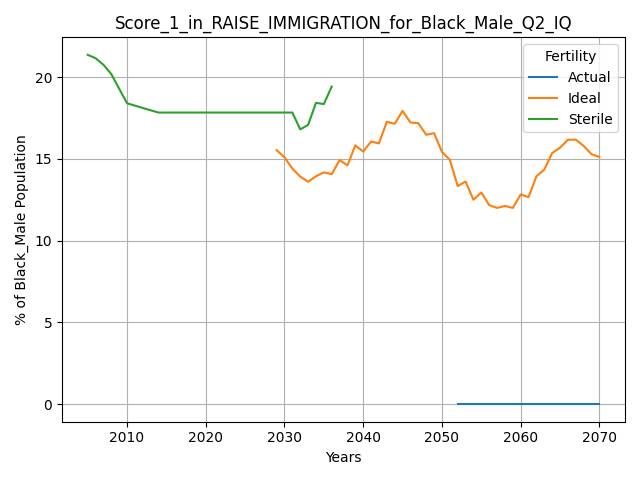 Score_1_in_RAISE_IMMIGRATION_for_Black_Male_Q2_IQ
Fertility
Actual
Ideal
Sterile
% of Black_Male Population
20
15
10
5
0
2010 2020 2030 2040 2050 2060 2070
Years